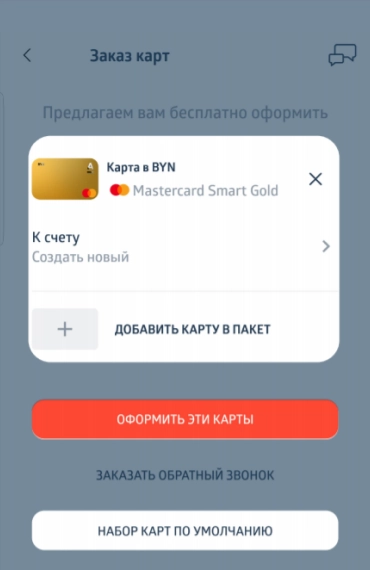 Заказ карт
Предлагаем вам бесплатно оформить
Карта в BYN
Mastercard Smart Gold
К счету
Создать новый
ДОБАВИТЬ КАРТУ В ПАКЕТ
ОФОРМИТЬ ЭТИ КАРТЫ
ЗАКАЗАТЬ ОБРАТНЫЙ ЗВОНОК
НАБОР КАРТ ПО УМОЛЧАНИЮ